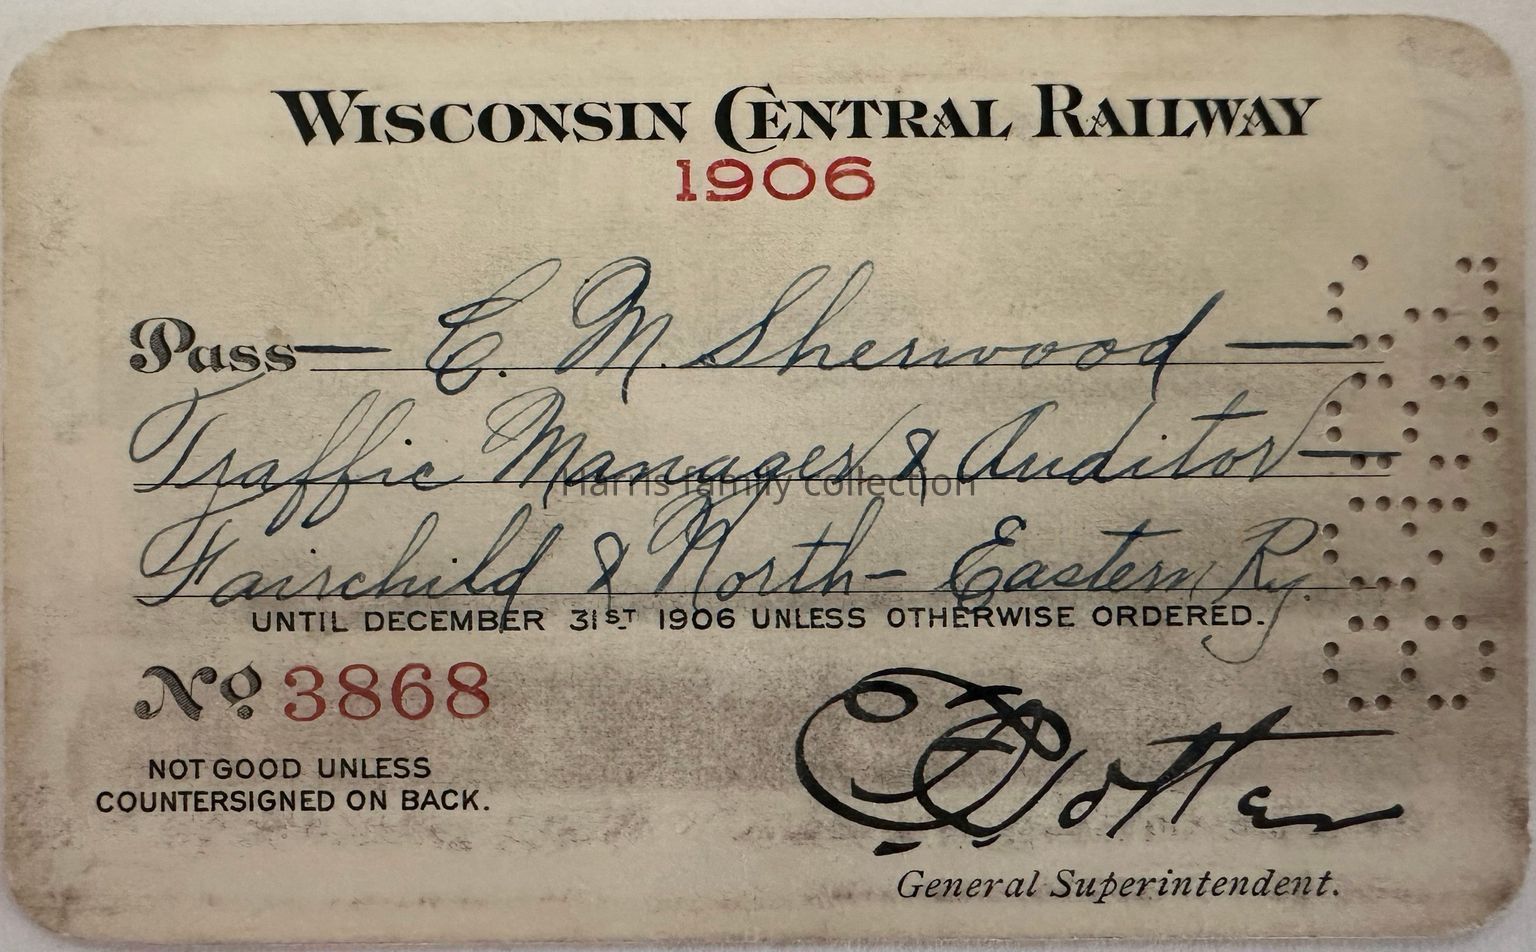 WISCONSIN CENTRAL RAILWAY
1906
Pass E. M. Sherwood
Traffic Manager & Auditor
Fairchild & North-Eastern Ry.
UNTIL DECEMBER 31ST 1906 UNLESS OTHERWISE ORDERED.
No. 3868
NOT GOOD UNLESS
COUNTERSIGNED ON BACK.
Potter
General Superintendent.
Harris family collection